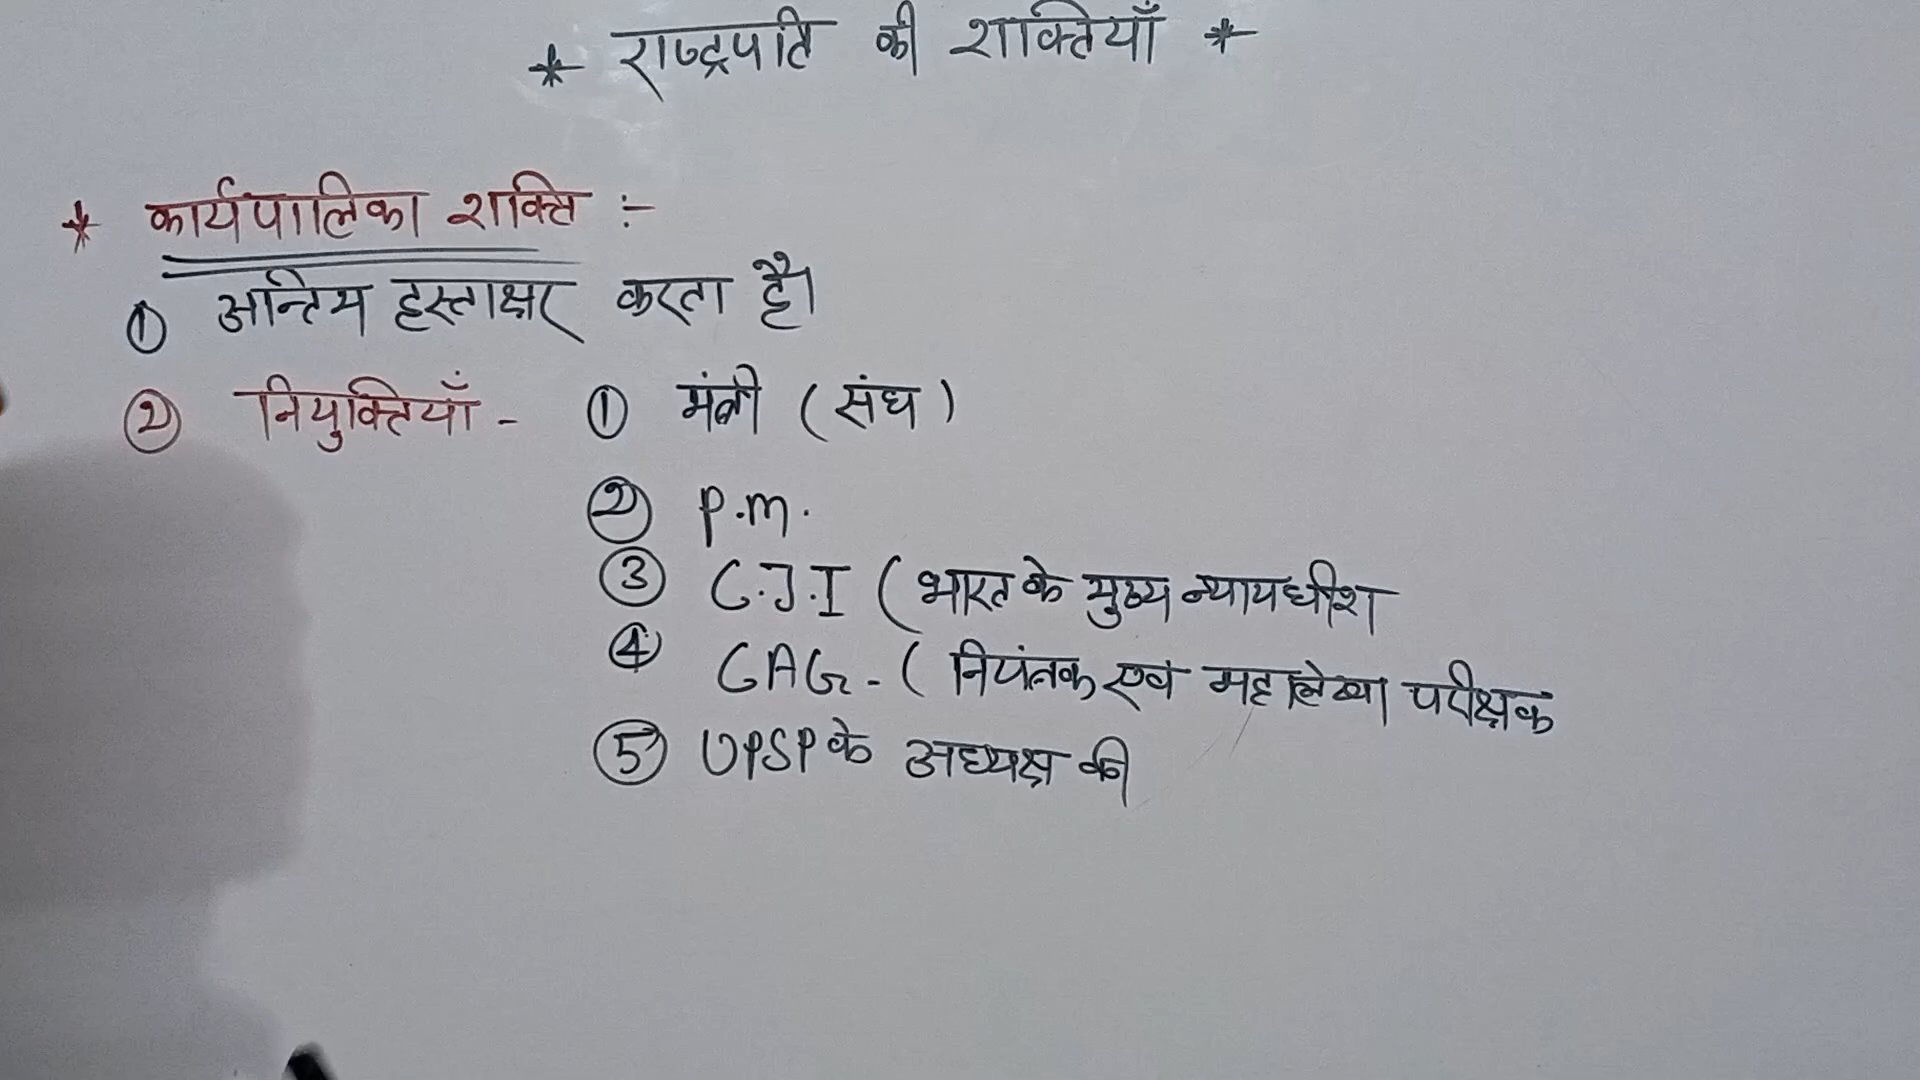 * राष्ट्रपति की शक्तियाँ *
* कार्यपालिका शक्ति :-
① अन्तिम हस्ताक्षर करता है।
② नियुक्तियाँ - ① मंत्री (संघ)
② P.M.
③ C.J.I (भारत के मुख्य न्यायधीश
④ CAG - (नियंत्रक एवं महालेखा परीक्षक
⑤ UPSP के अध्यक्ष की